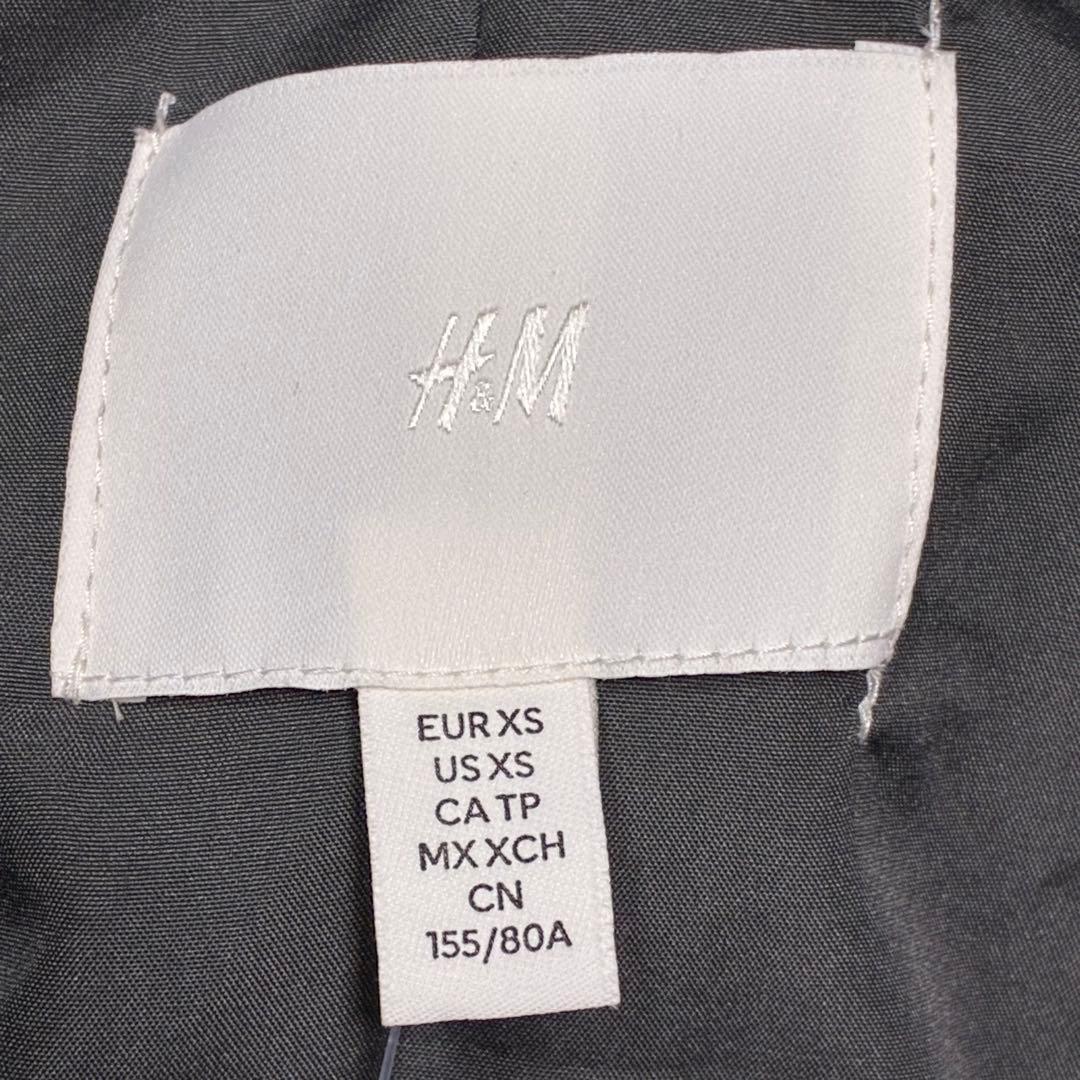 H&M
EUR XS
US XS
CA TP
MX XCH
CN
155/80A